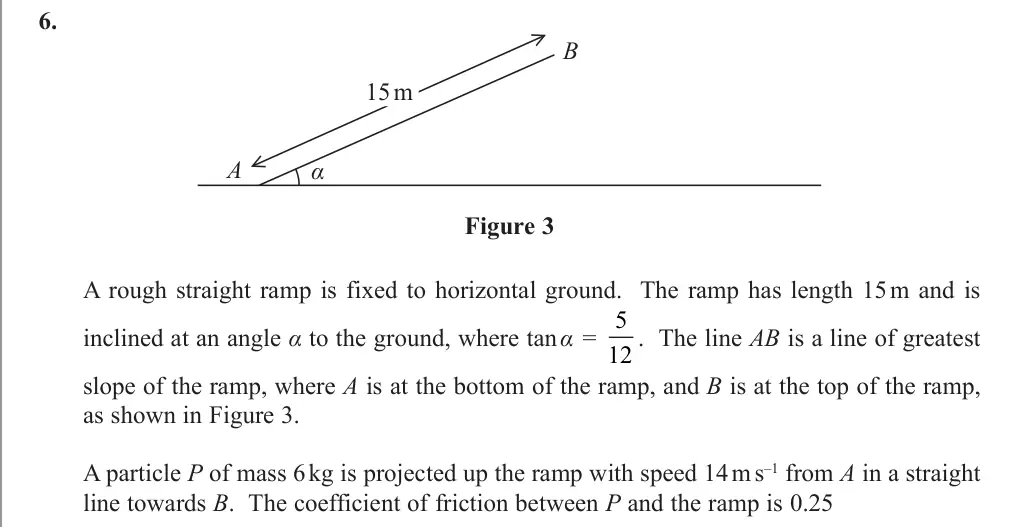 6.
B
15 m
A
α
Figure 3
A rough straight ramp is fixed to horizontal ground. The ramp has length 15 m and is
inclined at an angle α to the ground, where tan α = 5/12. The line AB is a line of greatest
slope of the ramp, where A is at the bottom of the ramp, and B is at the top of the ramp,
as shown in Figure 3.
A particle P of mass 6 kg is projected up the ramp with speed 14 m s⁻¹ from A in a straight
line towards B. The coefficient of friction between P and the ramp is 0.25